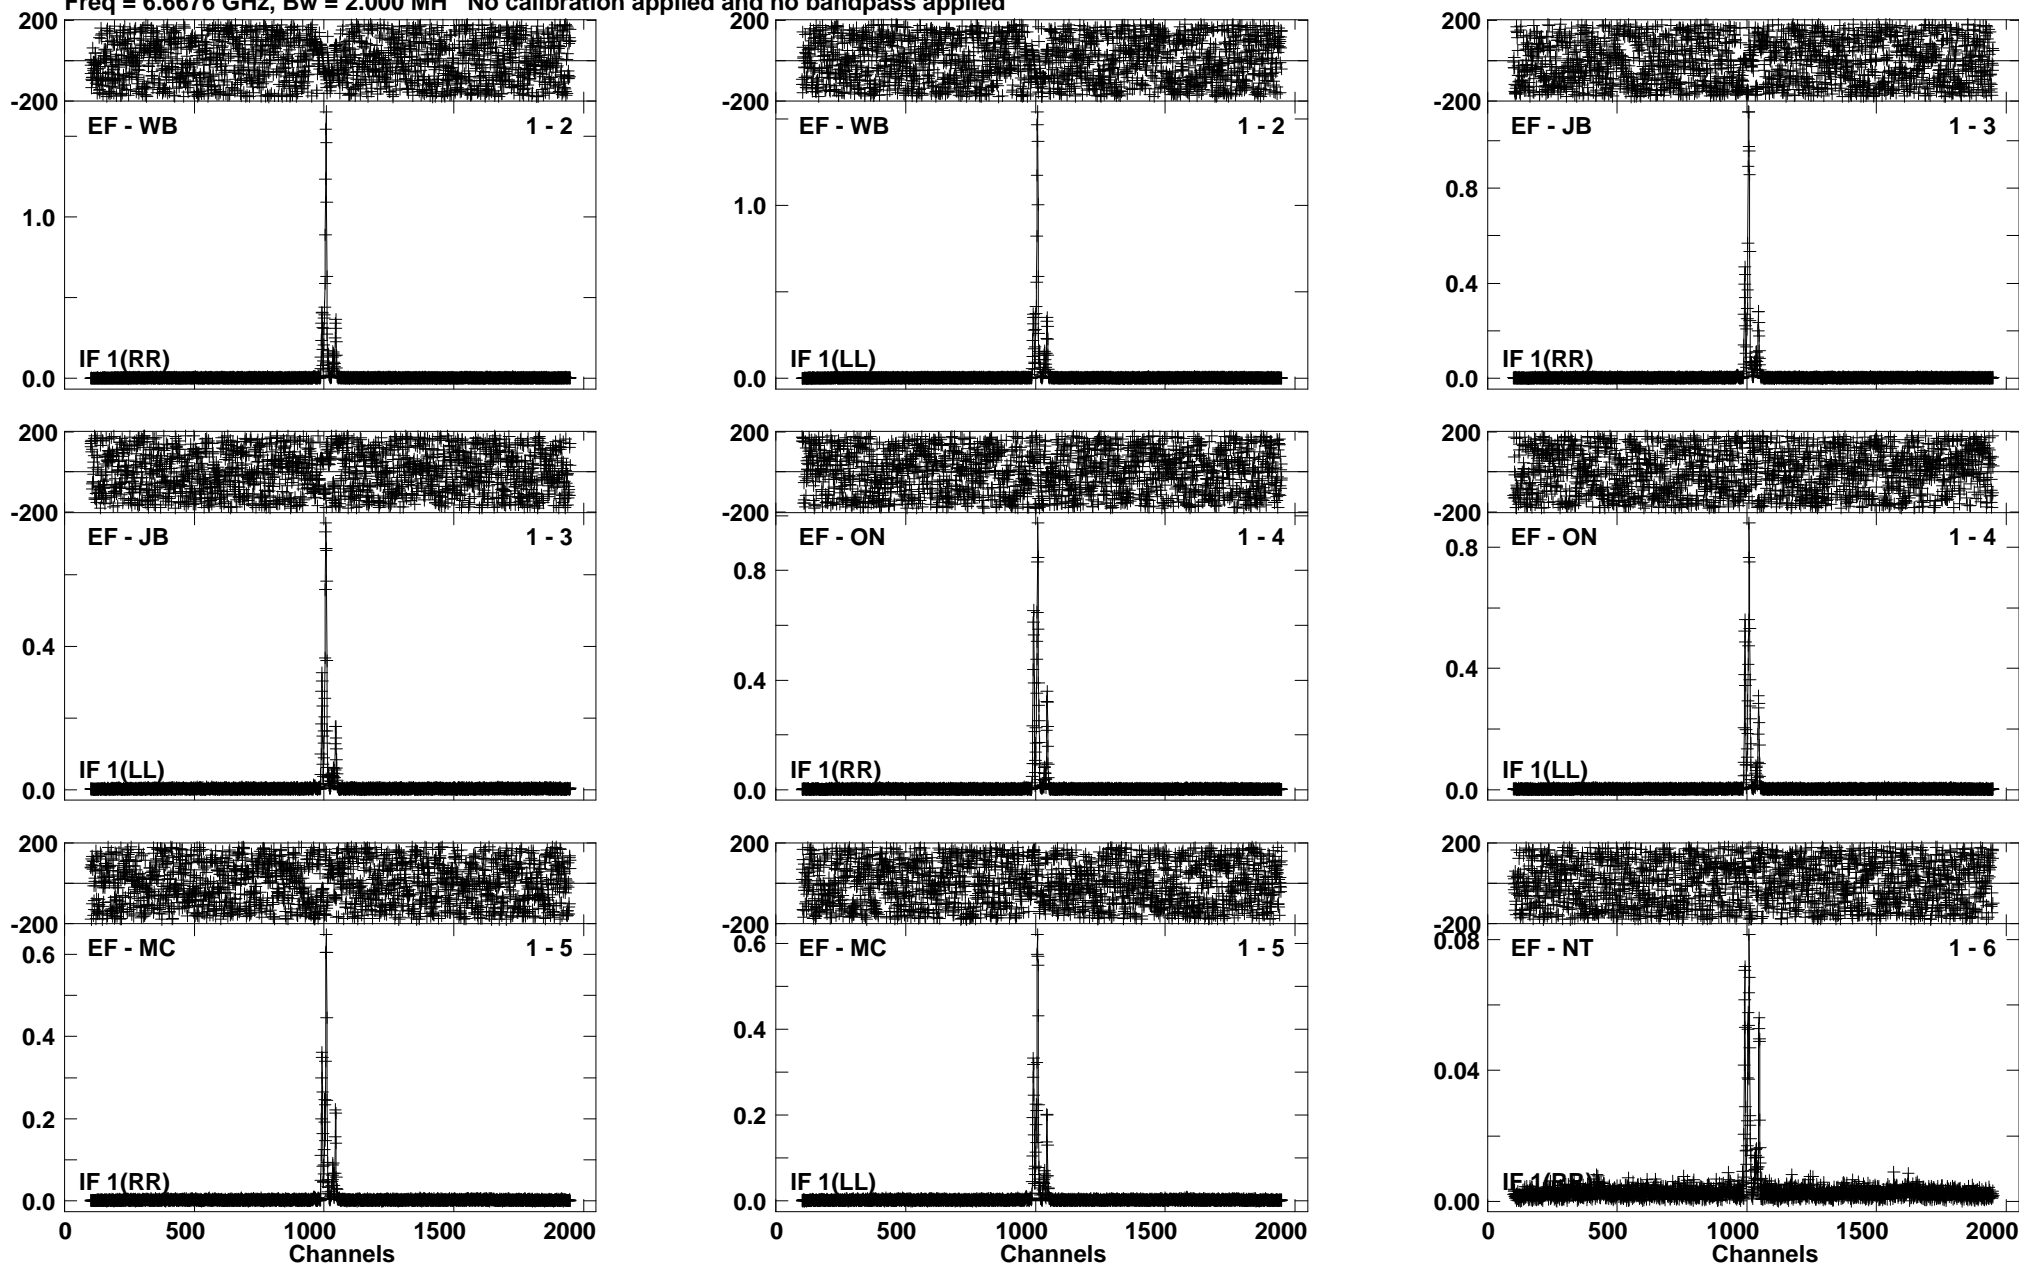 Freq = 6.6676 GHz, Bw = 2.000 MH No calibration applied and no bandpass applied
200 200 200
-200 -200 -200
EF - WB 1 - 2 EF - WB 1 - 2 EF - JB 1 - 3
1.0 1.0 0.8
0.4
IF 1(RR) IF 1(LL) IF 1(RR)
0.0 0.0 0.0
200 200 200
-200 -200 -200
EF - JB 1 - 3 EF - ON 1 - 4 EF - ON 1 - 4
0.8 0.8
0.4 0.4 0.4
IF 1(LL) IF 1(RR) IF 1(LL)
0.0 0.0 0.0
200 200 200
-200 -200 -200
EF - MC 1 - 5 EF - MC 1 - 5 EF - NT 1 - 6
0.6 0.6 0.08
0.4 0.4 0.04
0.2 0.2
IF 1(RR) IF 1(LL) IF 1(RR)
0.0 0.0 0.00
0 500 1000 1500 2000 0 500 1000 1500 2000 0 500 1000 1500 2000
Channels Channels Channels